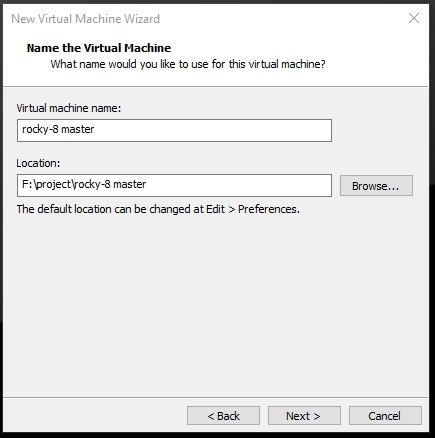 New Virtual Machine Wizard
Name the Virtual Machine
What name would you like to use for this virtual machine?
Virtual machine name:
rocky-8 master
Location:
F:\project\rocky-8 master
Browse...
The default location can be changed at Edit > Preferences.
< Back
Next >
Cancel